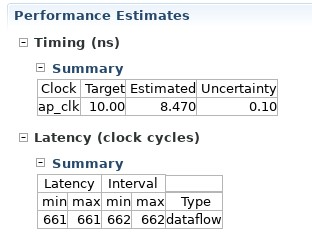 Performance Estimates
Timing (ns)
Summary
Clock Target Estimated Uncertainty
ap_clk 10.00 8.470 0.10
Latency (clock cycles)
Summary
Latency Interval
min max min max Type
661 661 662 662 dataflow